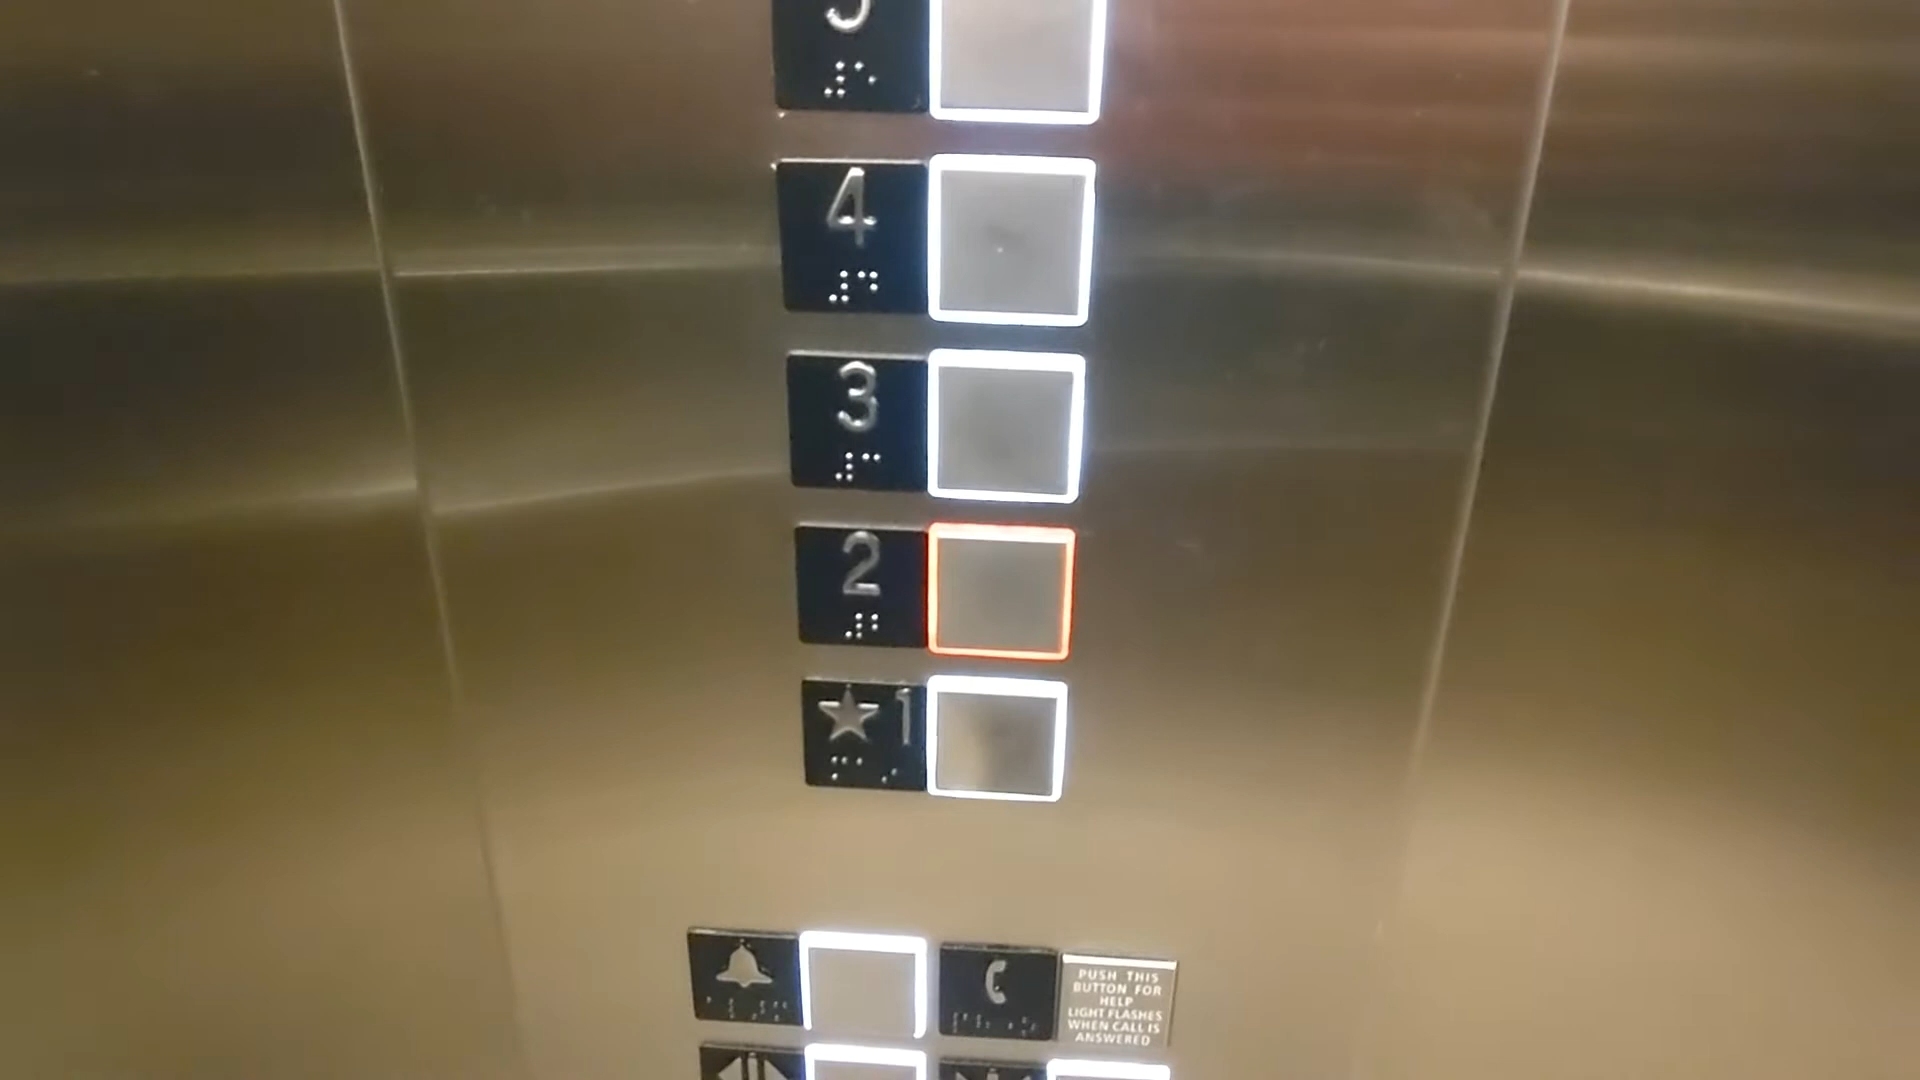 5
4
3
2
★1
PUSH THIS
BUTTON FOR
HELP
LIGHT FLASHES
WHEN CALL IS
ANSWERED